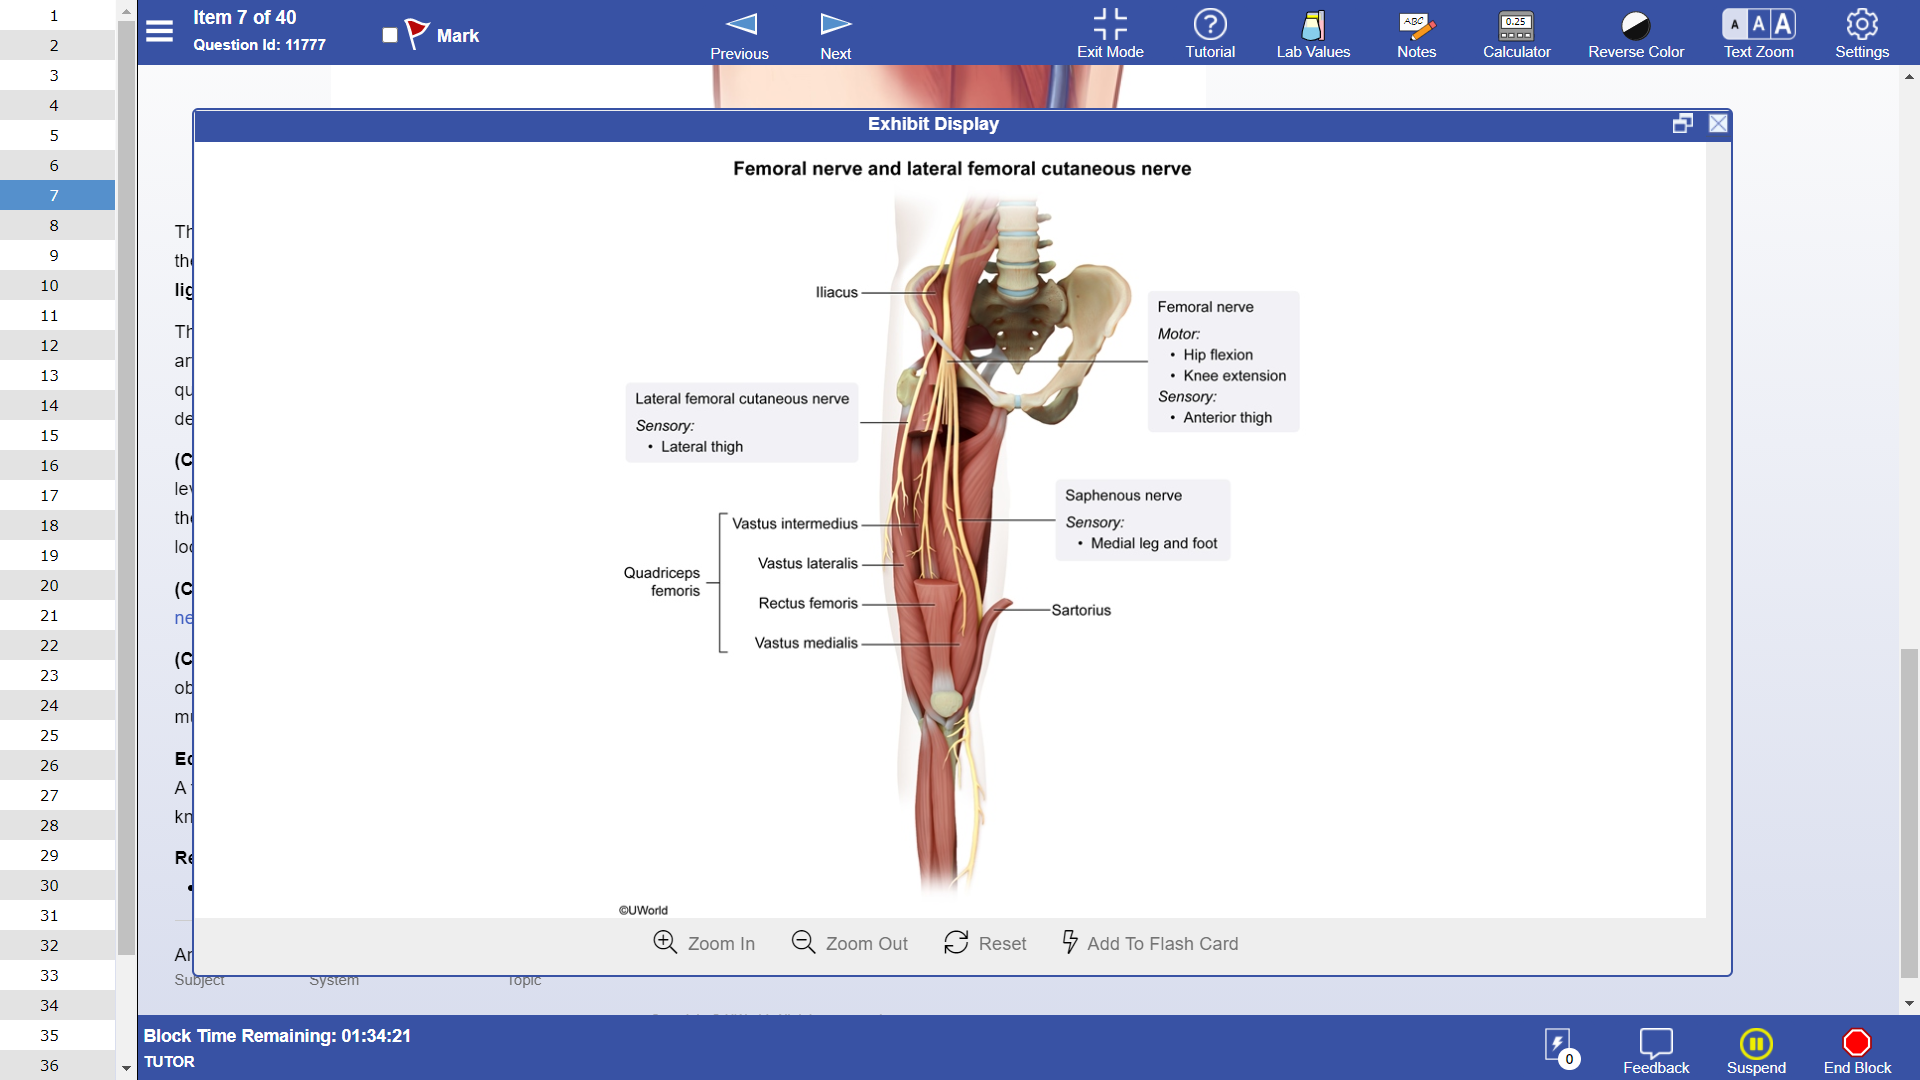 Item 7 of 40
Question Id: 11777
Mark
Previous
Next
Exit Mode
Tutorial
Lab Values
ABC
Notes
0.25
Calculator
Reverse Color
A A A
Text Zoom
Settings
1
2
3
4
5
6
7
8
9
10
11
12
13
14
15
16
17
18
19
20
21
22
23
24
25
26
27
28
29
30
31
32
33
34
35
36
Exhibit Display
Femoral nerve and lateral femoral cutaneous nerve
Iliacus
Femoral nerve
Motor:
• Hip flexion
• Knee extension
Sensory:
• Anterior thigh
Lateral femoral cutaneous nerve
Sensory:
• Lateral thigh
Saphenous nerve
Sensory:
• Medial leg and foot
Quadriceps
femoris
Vastus intermedius
Vastus lateralis
Rectus femoris
Vastus medialis
Sartorius
©UWorld
Zoom In
Zoom Out
Reset
Add To Flash Card
Subject
System
Topic
Block Time Remaining: 01:34:21
TUTOR
0
Feedback
Suspend
End Block